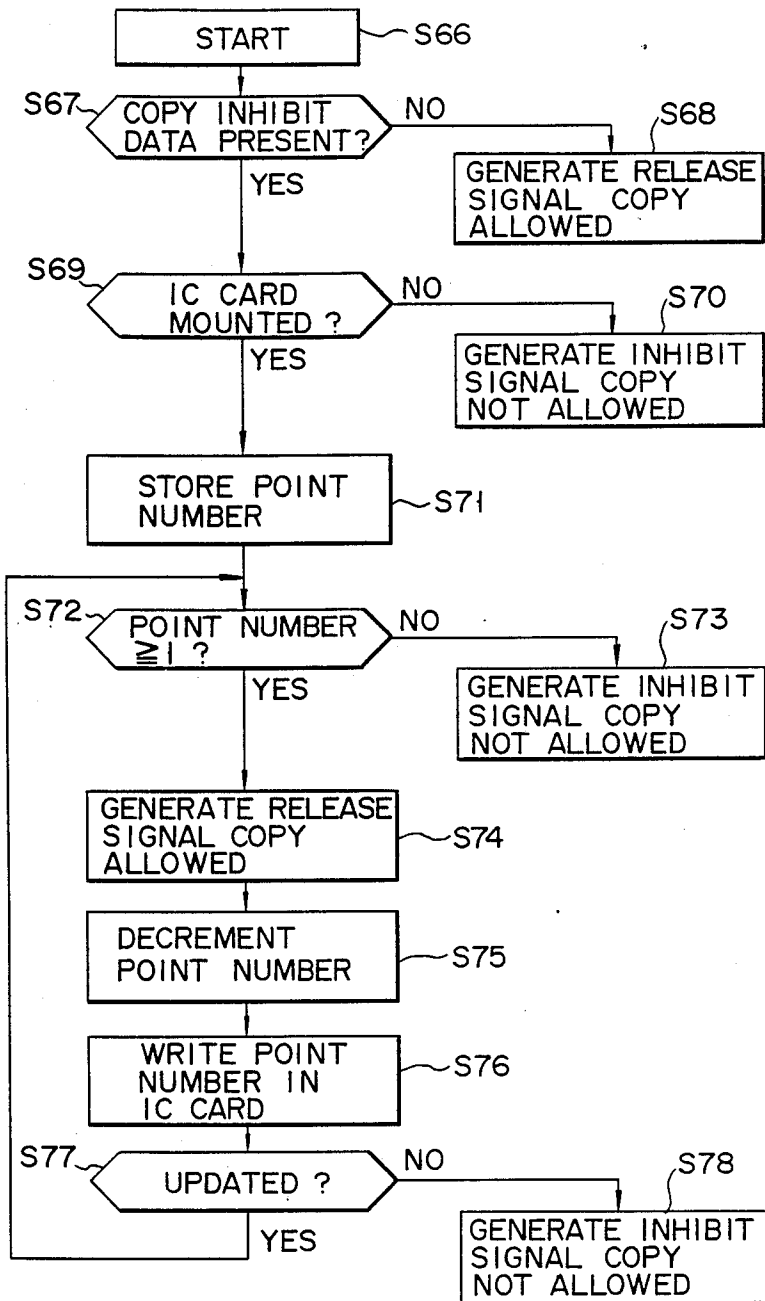 START
S66
S67
COPY INHIBIT
DATA PRESENT?
NO
YES
S68
GENERATE RELEASE
SIGNAL COPY
ALLOWED
S69
IC CARD
MOUNTED ?
NO
YES
S70
GENERATE INHIBIT
SIGNAL COPY
NOT ALLOWED
STORE POINT
NUMBER
S71
S72
POINT NUMBER
≧1 ?
NO
YES
S73
GENERATE INHIBIT
SIGNAL COPY
NOT ALLOWED
GENERATE RELEASE
SIGNAL COPY
ALLOWED
S74
DECREMENT
POINT NUMBER
S75
WRITE POINT
NUMBER IN
IC CARD
S76
S77
UPDATED ?
NO
YES
S78
GENERATE INHIBIT
SIGNAL COPY
NOT ALLOWED